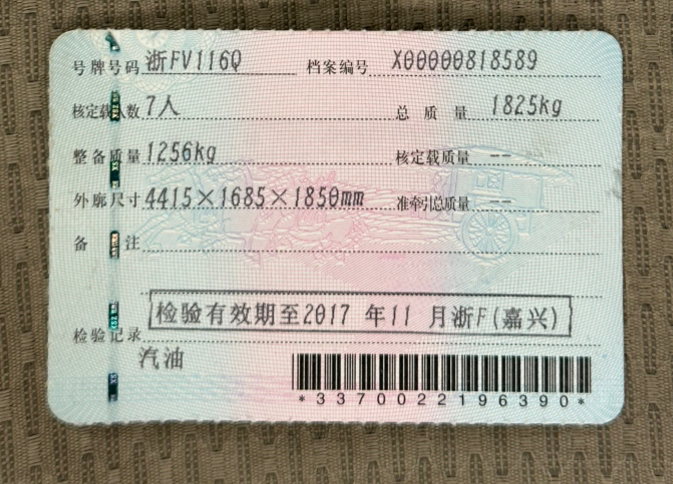 号牌号码 浙FV116Q 档案编号 X00000818589
核定载人数 7人 总质量 1825kg
整备质量 1256kg 核定载质量 --
外廓尺寸 4415×1685×1850mm 准牵引总质量 --
备注
检验有效期至2017 年11 月浙F(嘉兴)
检验记录
汽油
*3370022196390*